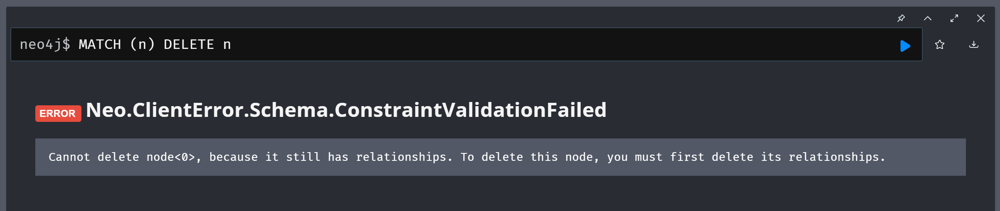 neo4j$ MATCH (n) DELETE n
ERROR Neo.ClientError.Schema.ConstraintValidationFailed
Cannot delete node<0>, because it still has relationships. To delete this node, you must first delete its relationships.